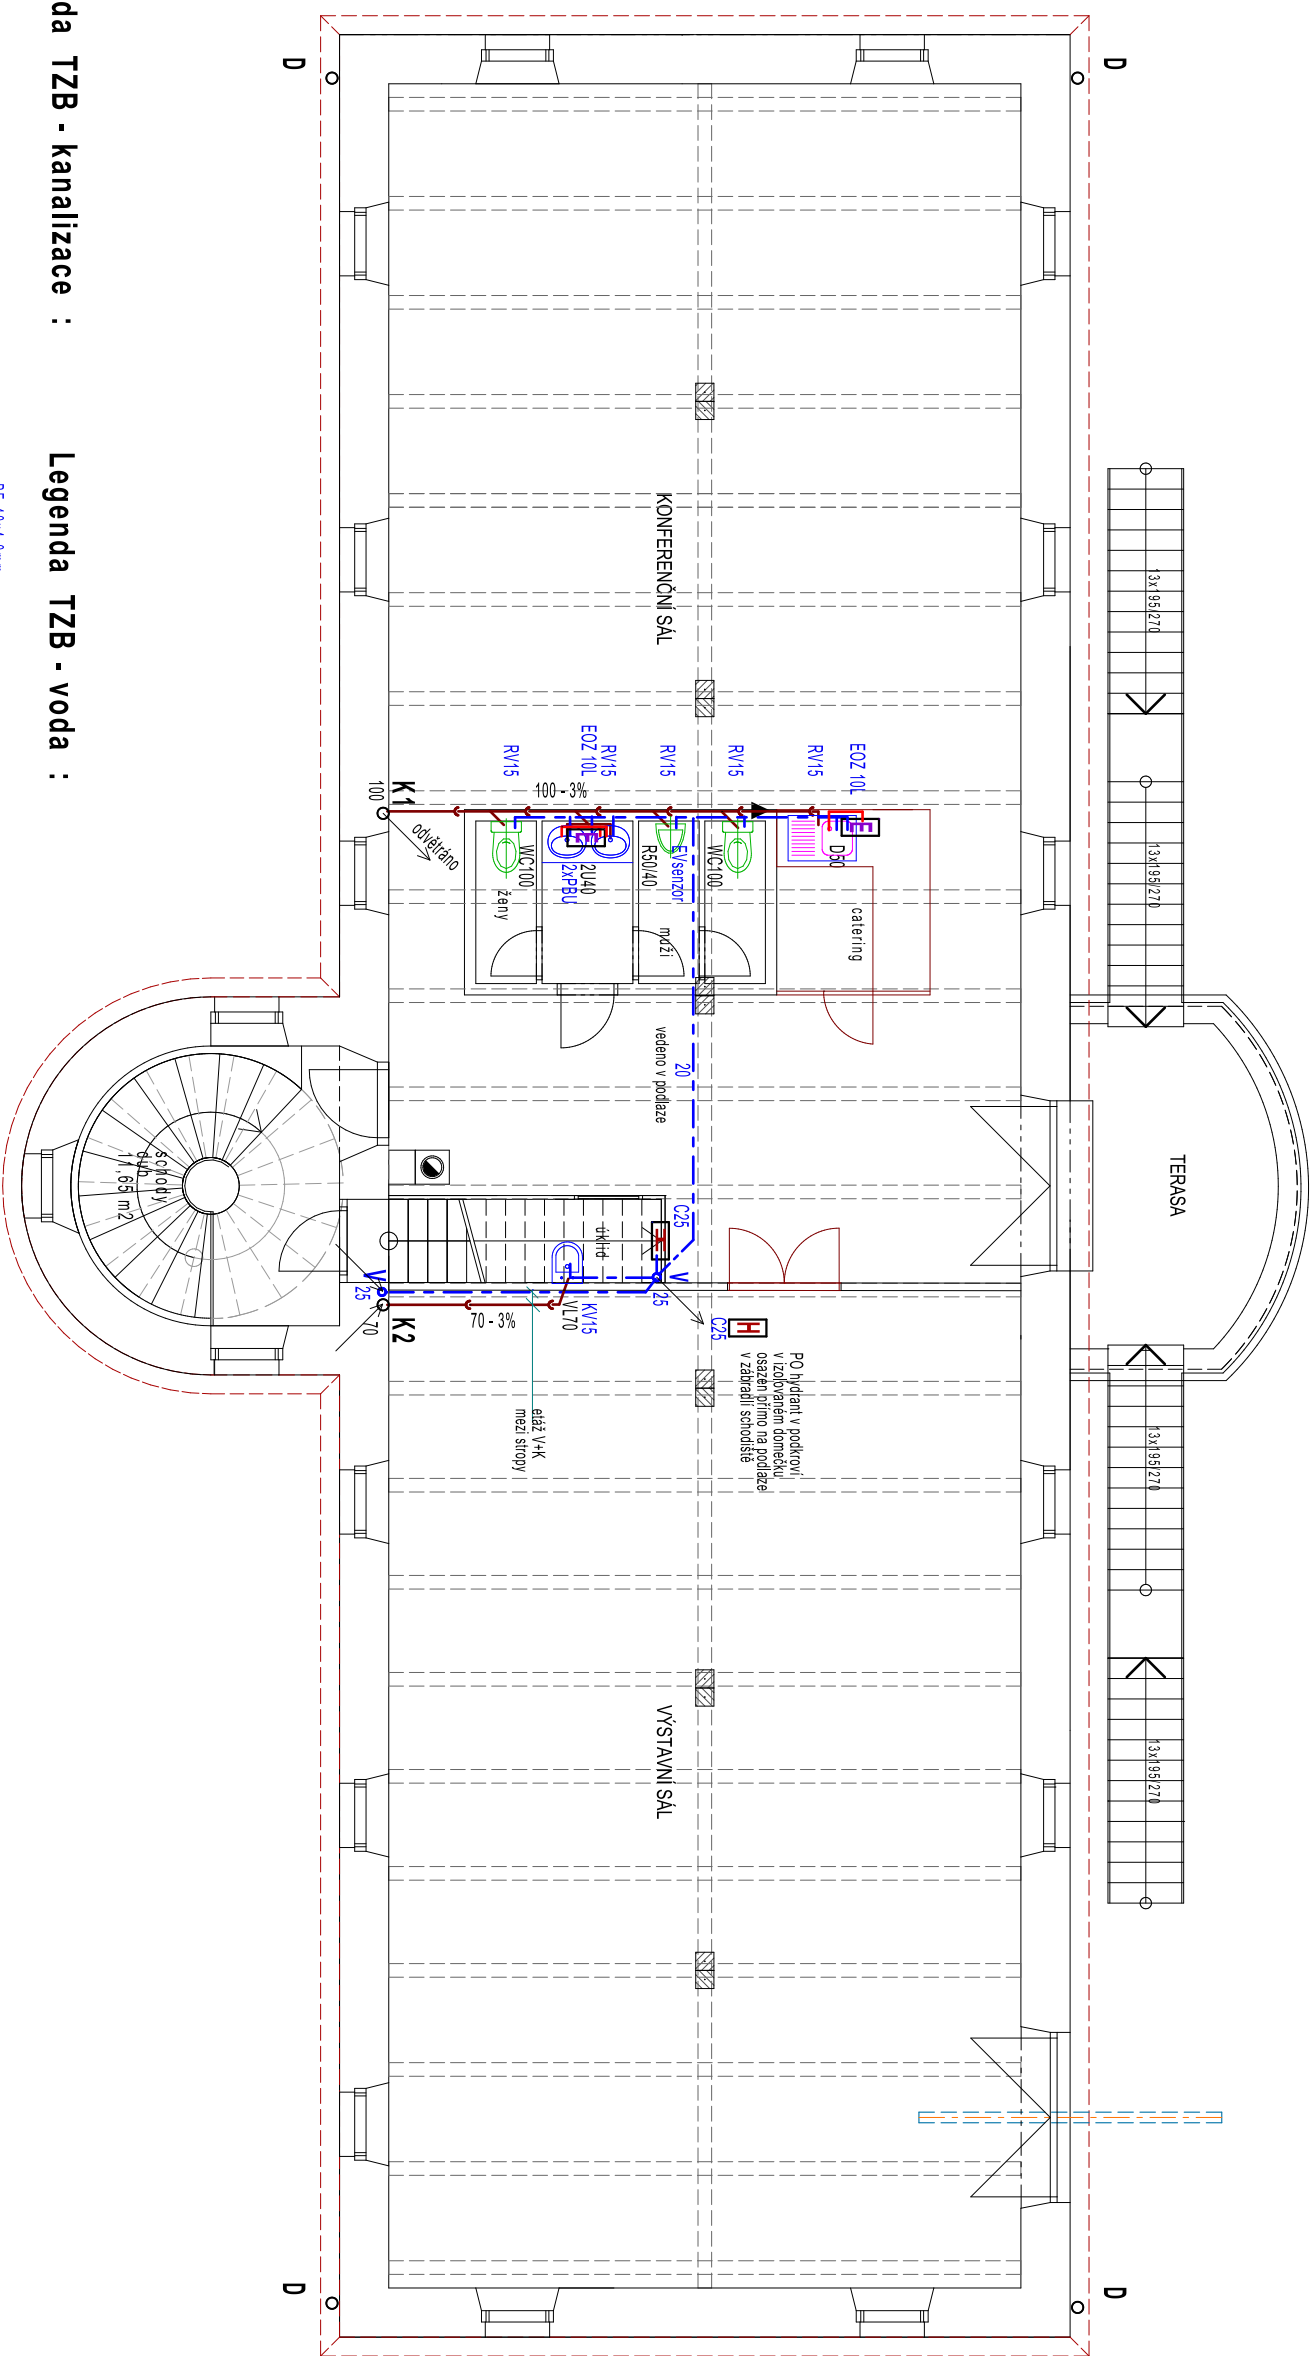 da TZB - kanalizace :
Legenda TZB - voda :
D
D
D
D
13x195/270
13x195/270
13x195/270
13x195/270
TERASA
KONFERENČNÍ SÁL
VÝSTAVNÍ SÁL
EOZ 10L
RV15
RV15
RV15
RV15
EOZ 10L
RV15
100 - 3%
K1
100
odvětráno
D50
WC100
EVsenzor
R50/40
2U40
2xPBU
WC100
ženy
muži
catering
vedeno v podlaze
20
C25
H
úklid
V
25
C25
H
PO hydrant v podkroví
v izolovaném domečku
osazen přímo na podlaze
v zábradlí schodiště
KV15
VL70
70 - 3%
K2
70
V
25
etáž V+K
mezi stropy
schody
dub
11,65 m2
E
E